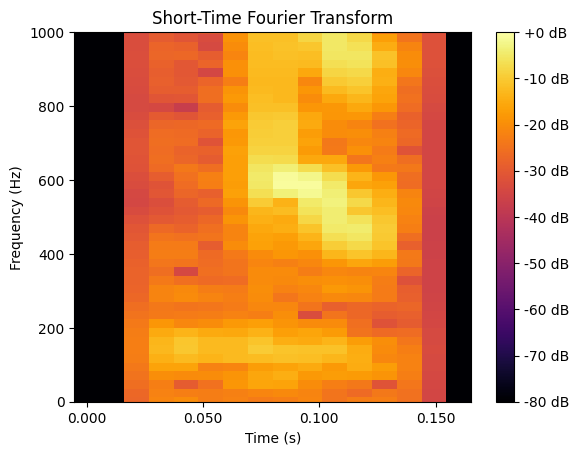 Short-Time Fourier Transform
1000
800
600
400
200
0
Frequency (Hz)
0.000
0.050
0.100
0.150
Time (s)
+0 dB
-10 dB
-20 dB
-30 dB
-40 dB
-50 dB
-60 dB
-70 dB
-80 dB